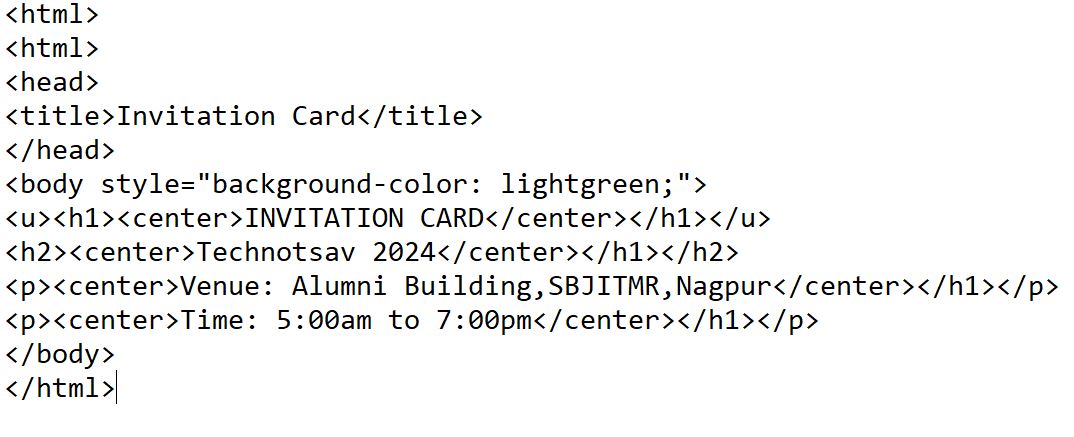 <html>
<html>
<head>
<title>Invitation Card</title>
</head>
<body style="background-color: lightgreen;">
<u><h1><center>INVITATION CARD</center></h1></u>
<h2><center>Technotsav 2024</center></h1></h2>
<p><center>Venue: Alumni Building,SBJITMR,Nagpur</center></h1></p>
<p><center>Time: 5:00am to 7:00pm</center></h1></p>
</body>
</html>